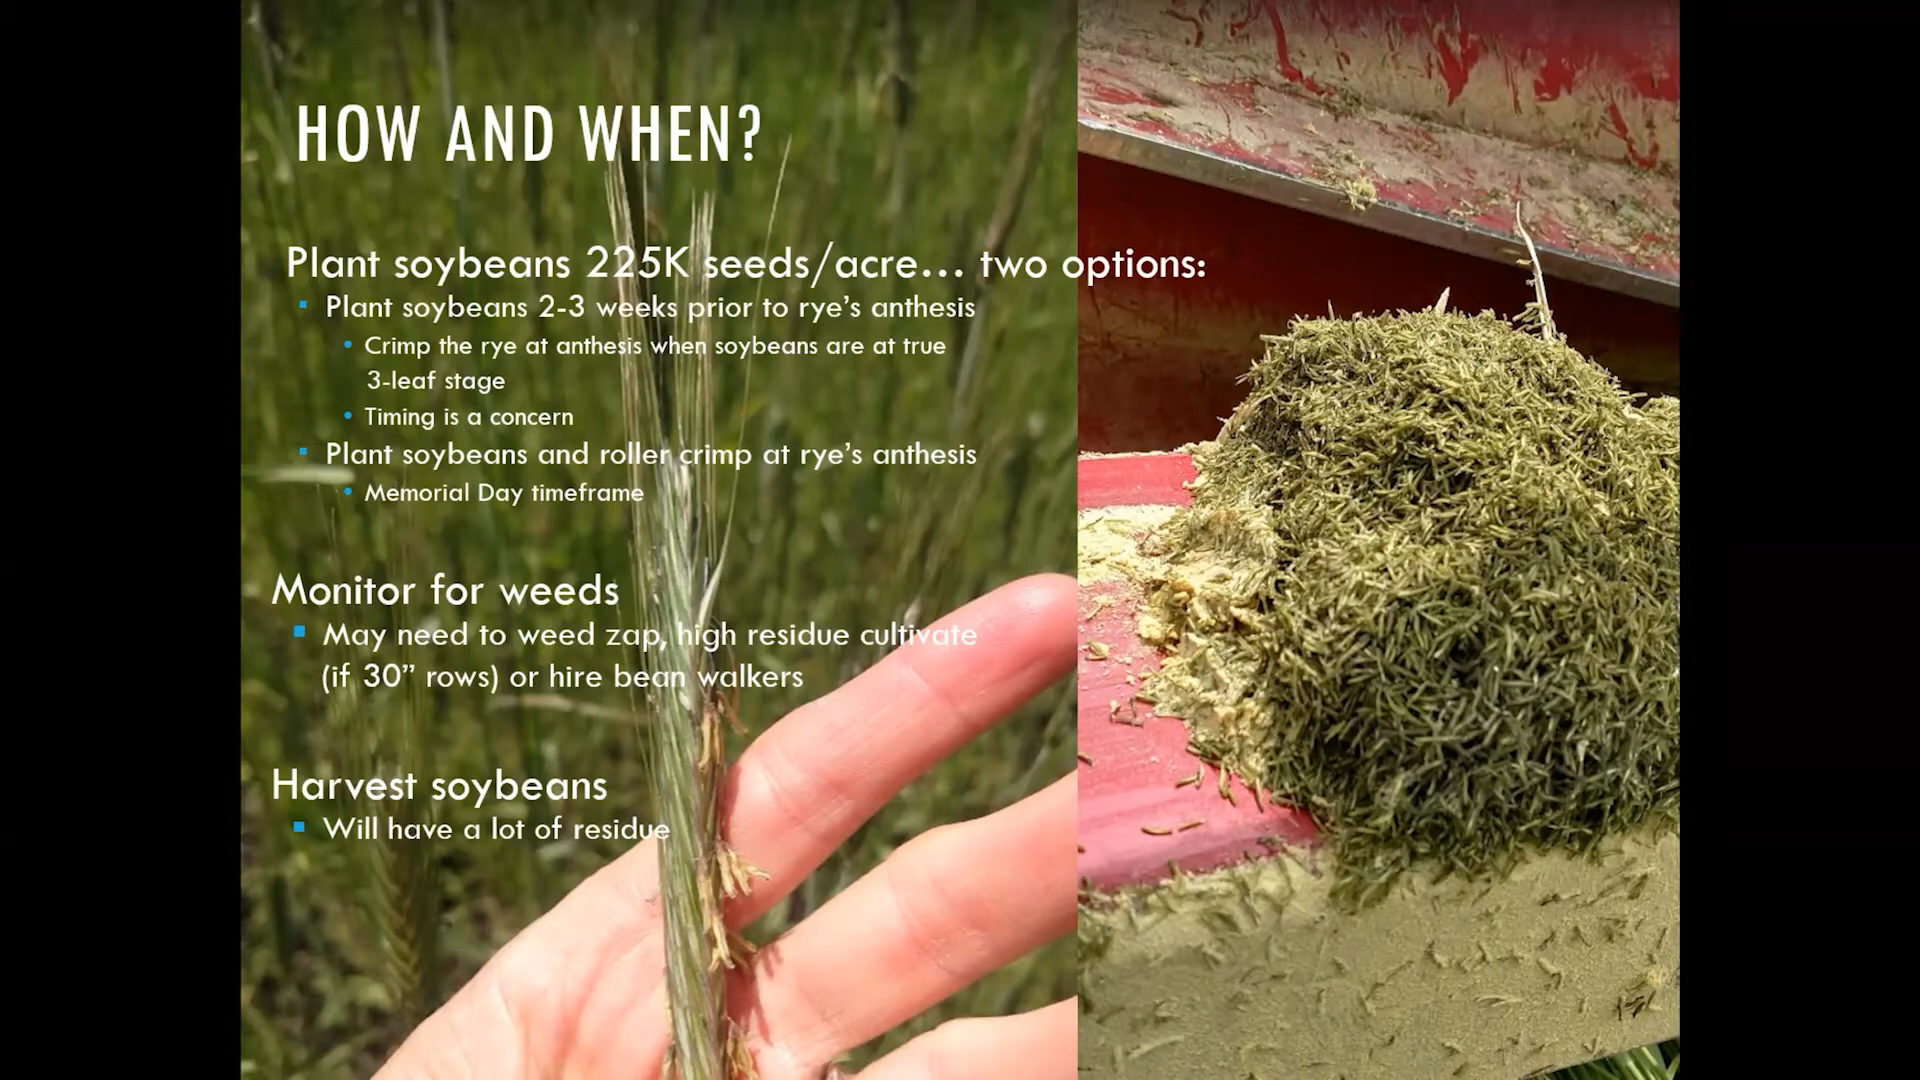 HOW AND WHEN?
Plant soybeans 225K seeds/acre... two options:
Plant soybeans 2-3 weeks prior to rye's anthesis
Crimp the rye at anthesis when soybeans are at true
3-leaf stage
Timing is a concern
Plant soybeans and roller crimp at rye's anthesis
Memorial Day timeframe
Monitor for weeds
May need to weed zap, high residue cultivate
(if 30” rows) or hire bean walkers
Harvest soybeans
Will have a lot of residue